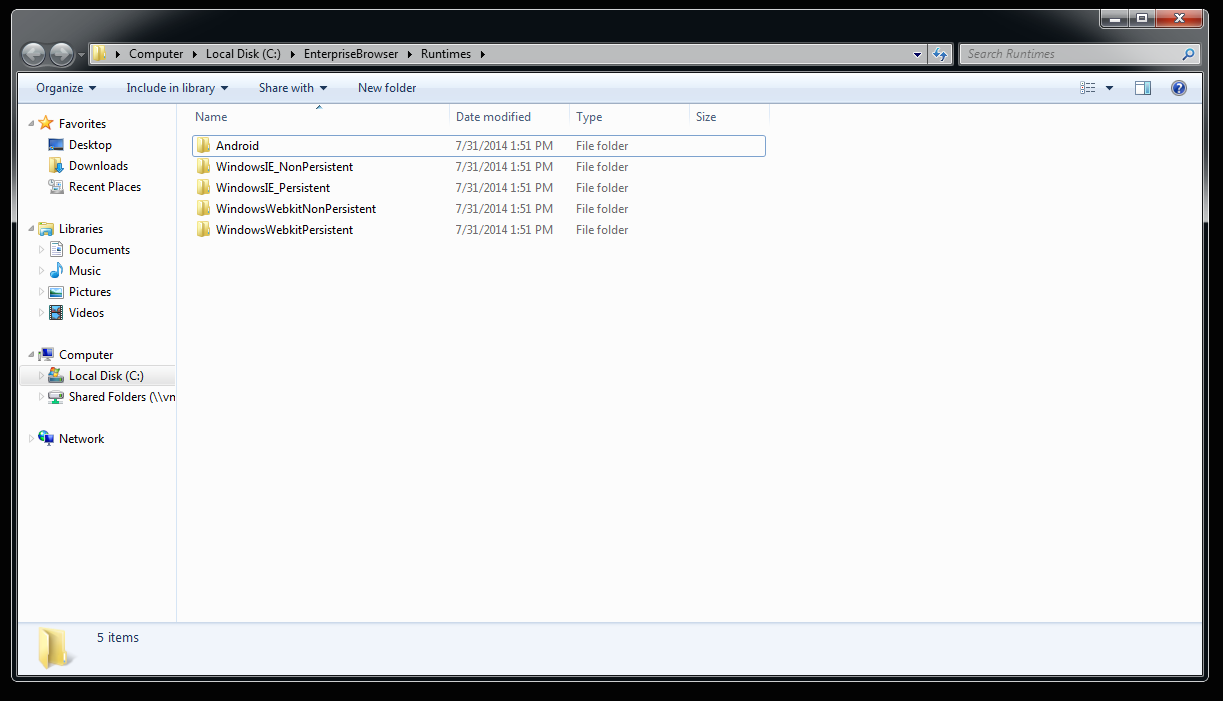 Computer Local Disk (C:) EnterpriseBrowser Runtimes Search Runtimes
Organize Include in library Share with New folder
Favorites
Desktop
Downloads
Recent Places
Libraries
Documents
Music
Pictures
Videos
Computer
Local Disk (C:)
Shared Folders (\\vn
Network
Name Date modified Type Size
Android 7/31/2014 1:51 PM File folder
WindowsIE_NonPersistent 7/31/2014 1:51 PM File folder
WindowsIE_Persistent 7/31/2014 1:51 PM File folder
WindowsWebkitNonPersistent 7/31/2014 1:51 PM File folder
WindowsWebkitPersistent 7/31/2014 1:51 PM File folder
5 items